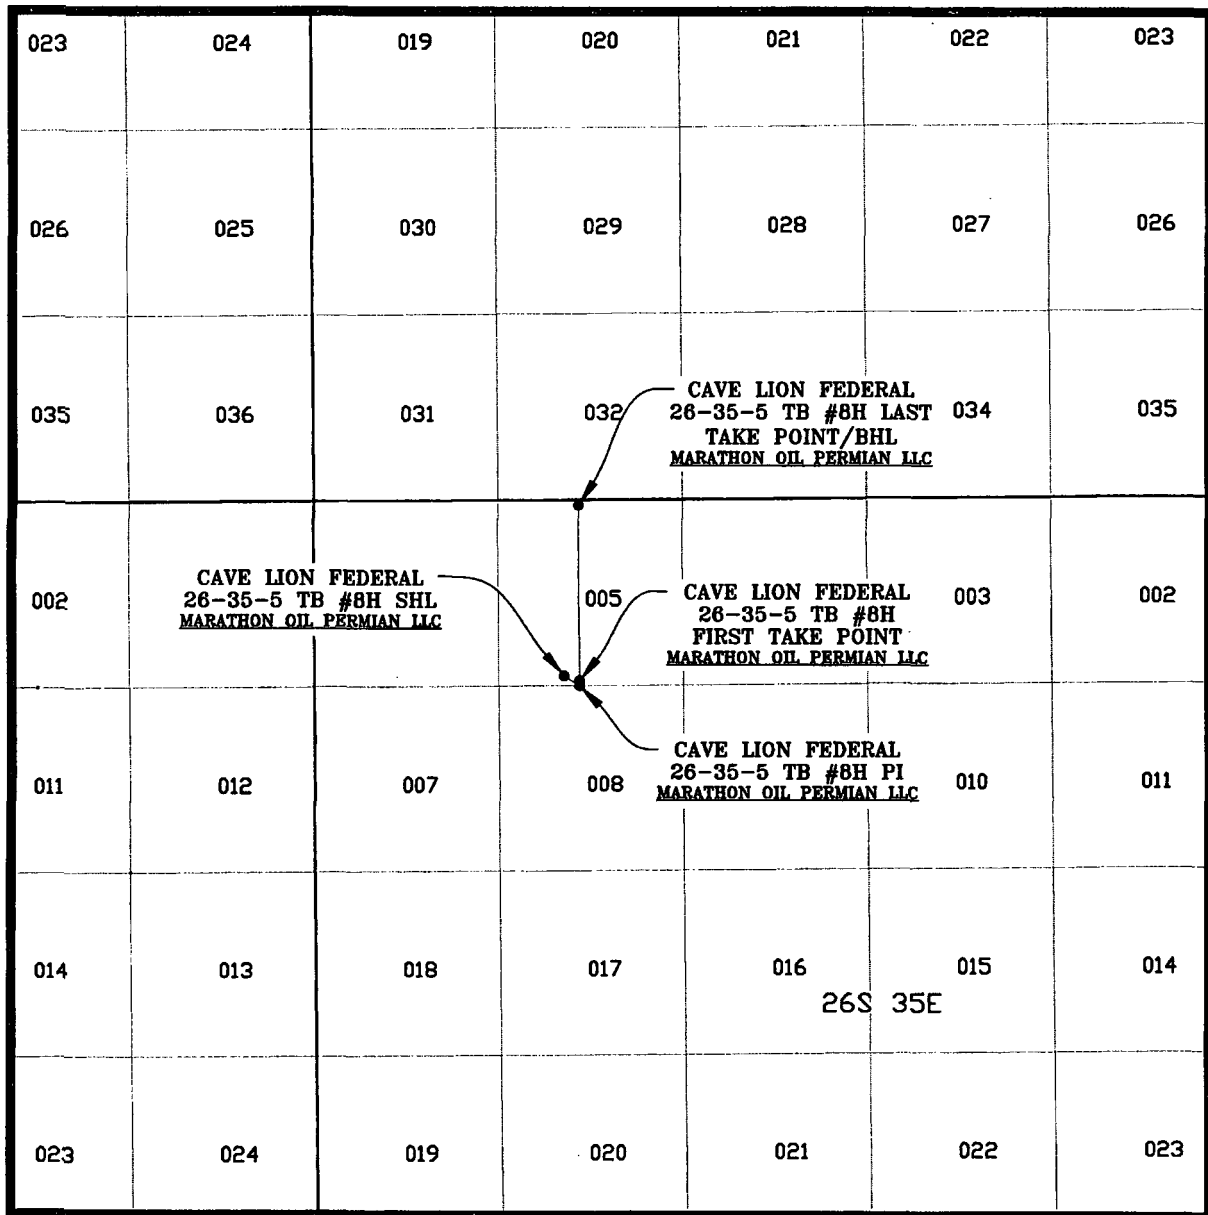 023 024 019 020 021 022 023
026 025 030 029 028 027 026
035 036 031 032 034 035
CAVE LION FEDERAL
26-35-5 TB #8H LAST
TAKE POINT/BHL
MARATHON OIL PERMIAN LLC
002 005 003 002
CAVE LION FEDERAL
26-35-5 TB #8H SHL
MARATHON OIL PERMIAN LLC
CAVE LION FEDERAL
26-35-5 TB #8H
FIRST TAKE POINT
MARATHON OIL PERMIAN LLC
CAVE LION FEDERAL
26-35-5 TB #8H PI
MARATHON OIL PERMIAN LLC
011 012 007 008 010 011
014 013 018 017 016 015 014
26S 35E
023 024 019 020 021 022 023